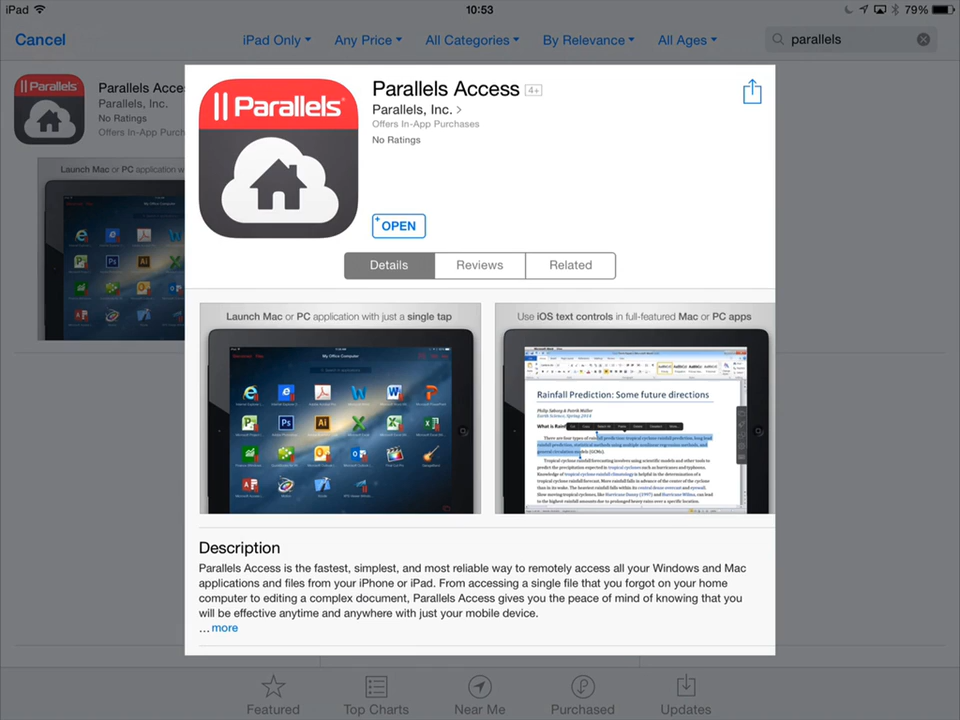 iPad
10:53
79%
Cancel
iPad Only
Any Price
All Categories
By Relevance
All Ages
parallels
Parallels
Parallels Acce
Parallels, Inc.
No Ratings
Offers In-App Purch
Launch Mac or PC application w
Parallels
Parallels Access 4+
Parallels, Inc.
Offers In-App Purchases
No Ratings
+ OPEN
Details
Reviews
Related
Launch Mac or PC application with just a single tap
My Office Computer
Use iOS text controls in full-featured Mac or PC apps
Rainfall Prediction: Some future directions
Description
Parallels Access is the fastest, simplest, and most reliable way to remotely access all your Windows and Mac
applications and files from your iPhone or iPad. From accessing a single file that you forgot on your home
computer to editing a complex document, Parallels Access gives you the peace of mind of knowing that you
will be effective anytime and anywhere with just your mobile device.
...more
Featured
Top Charts
Near Me
Purchased
Updates